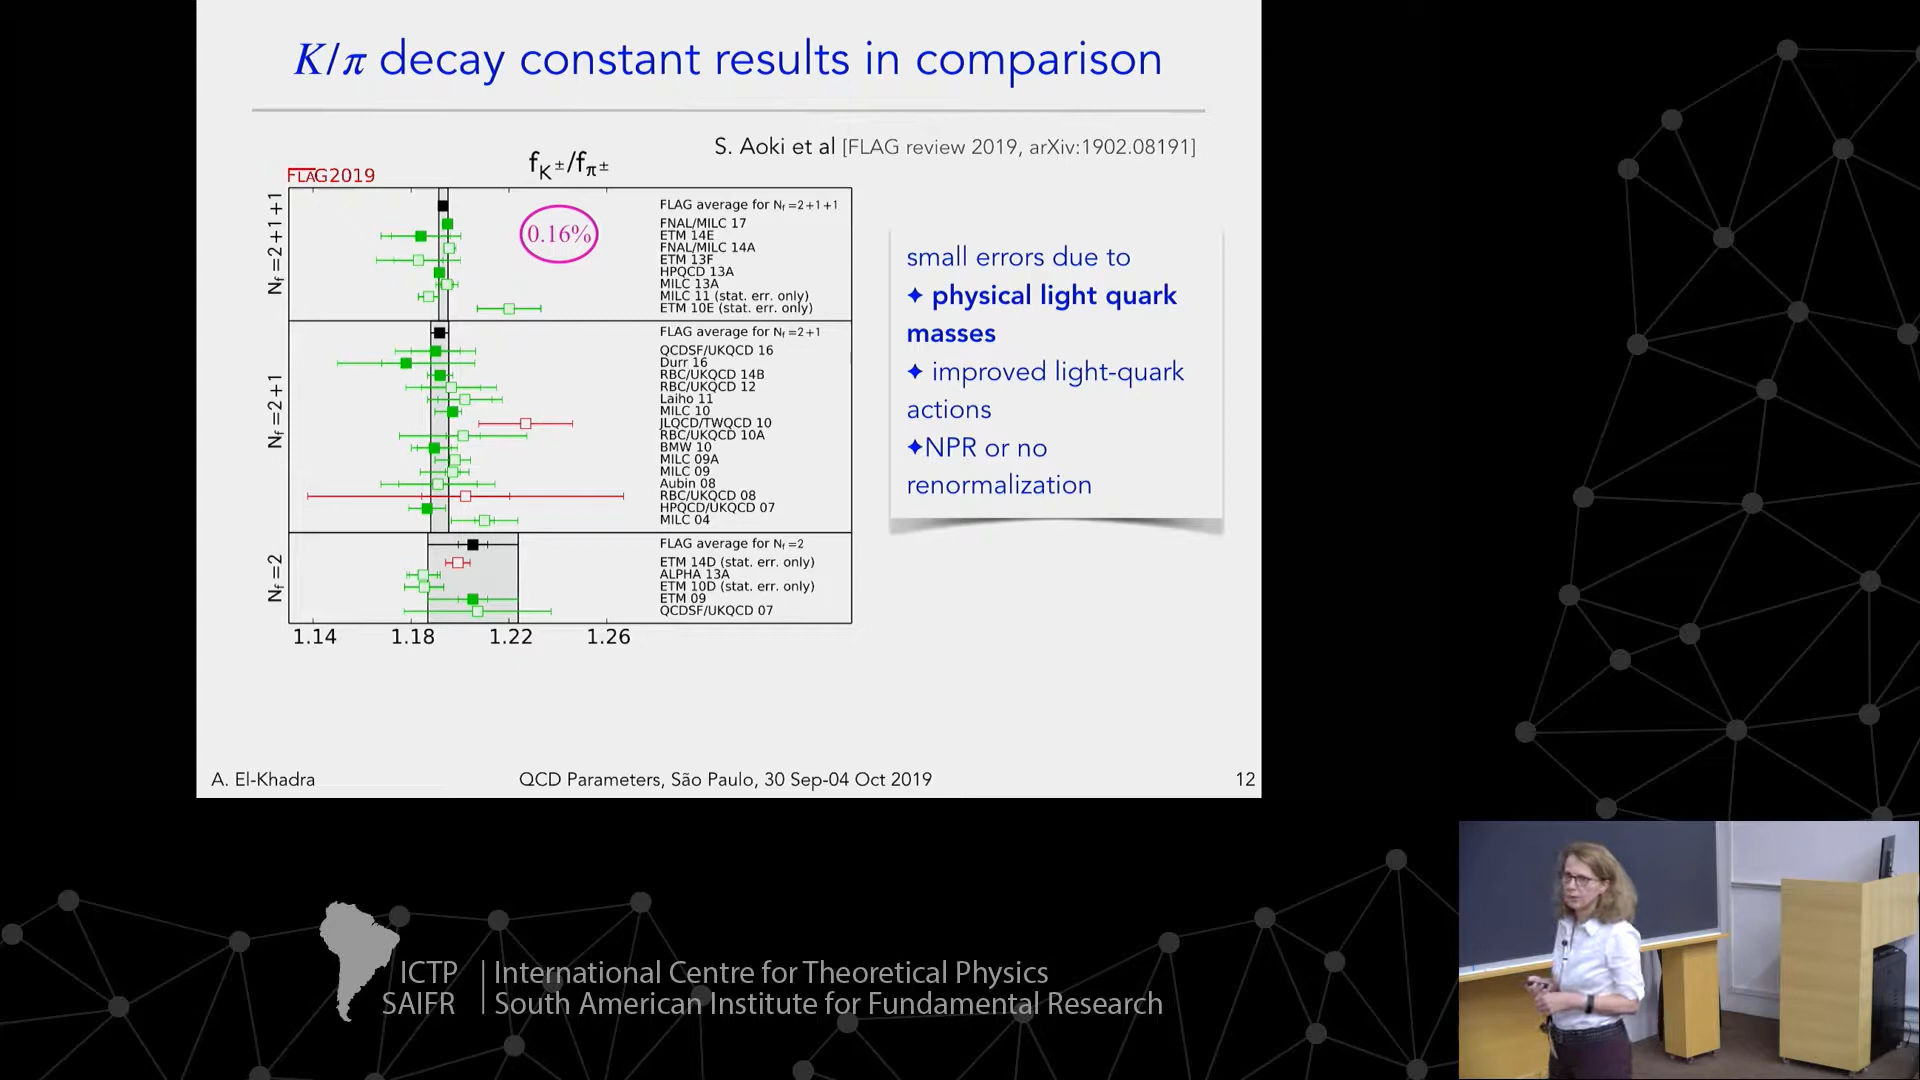 K/π decay constant results in comparison
S. Aoki et al [FLAG review 2019, arXiv:1902.08191]
FLAG2019
fK±/fπ±
Nf=2+1+1
0.16%
FLAG average for Nf=2+1+1
FNAL/MILC 17
ETM 14E
FNAL/MILC 14A
ETM 13F
HPQCD 13A
MILC 13A
MILC 11 (stat. err. only)
ETM 10E (stat. err. only)
Nf=2+1
FLAG average for Nf=2+1
QCDSF/UKQCD 16
Durr 16
RBC/UKQCD 14B
RBC/UKQCD 12
Laiho 11
MILC 10
JLQCD/TWQCD 10
RBC/UKQCD 10A
BMW 10
MILC 09A
MILC 09
Aubin 08
RBC/UKQCD 08
HPQCD/UKQCD 07
MILC 04
Nf=2
FLAG average for Nf=2
ETM 14D (stat. err. only)
ALPHA 13A
ETM 10D (stat. err. only)
ETM 09
QCDSF/UKQCD 07
1.14 1.18 1.22 1.26
small errors due to
✦ physical light quark
masses
✦ improved light-quark
actions
✦NPR or no
renormalization
A. El-Khadra
QCD Parameters, São Paulo, 30 Sep-04 Oct 2019
12
ICTP
SAIFR
International Centre for Theoretical Physics
South American Institute for Fundamental Research